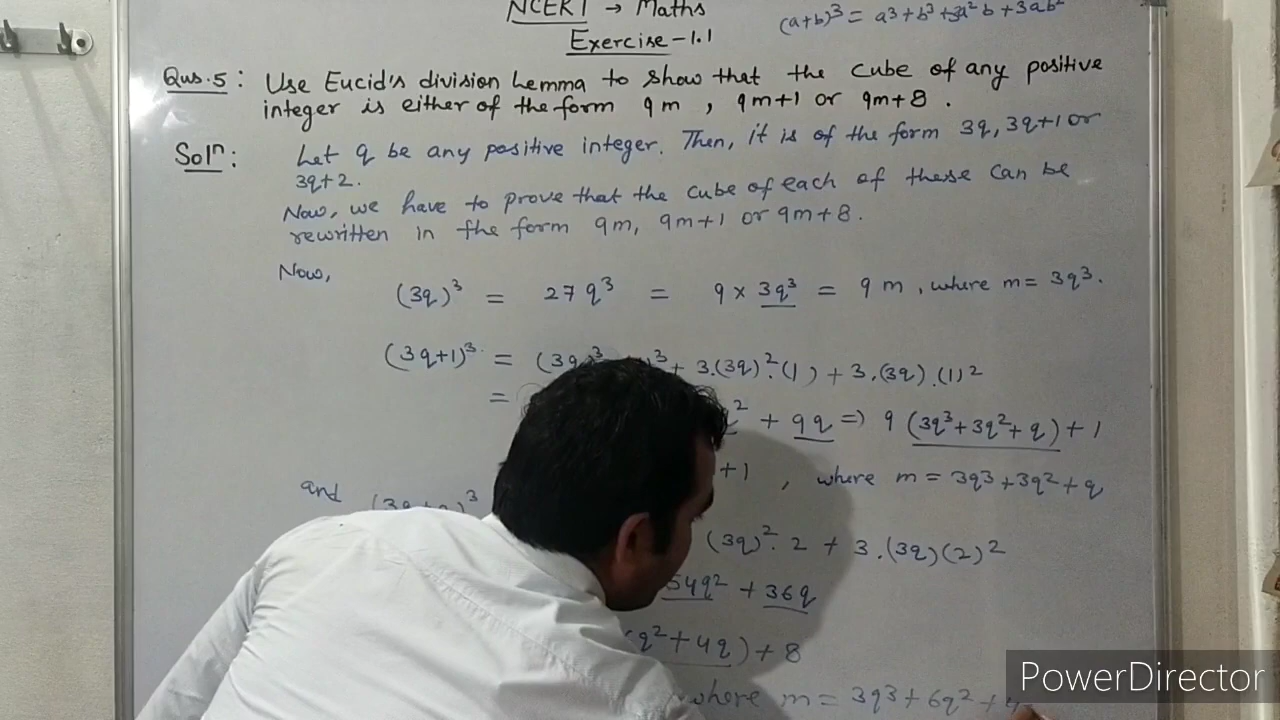 NCERT → Maths
(a+b)³ = a³+b³+3a²b+3ab²
Exercise-1.1
Qus.5: Use Eucid's division Lemma to show that the cube of any positive
integer is either of the form 9m, 9m+1 or 9m+8.
Solⁿ: Let q be any positive integer. Then, it is of the form 3q, 3q+1 or
3q+2.
Now, we have to prove that the cube of each of these can be
rewritten in the form 9m, 9m+1 or 9m+8.
Now,
(3q)³ = 27q³ = 9 × 3q³ = 9m, where m = 3q³.
(3q+1)³ = (3q)³ ³ + 3.(3q)².(1) + 3.(3q).(1)²
= ² + 9q => 9 (3q³+3q²+q) + 1
+1, where m = 3q³+3q²+q
and ³
(3q)².2 + 3.(3q)(2)²
54q² + 36q
q²+4q) + 8
where m = 3q³+6q²+
PowerDirector